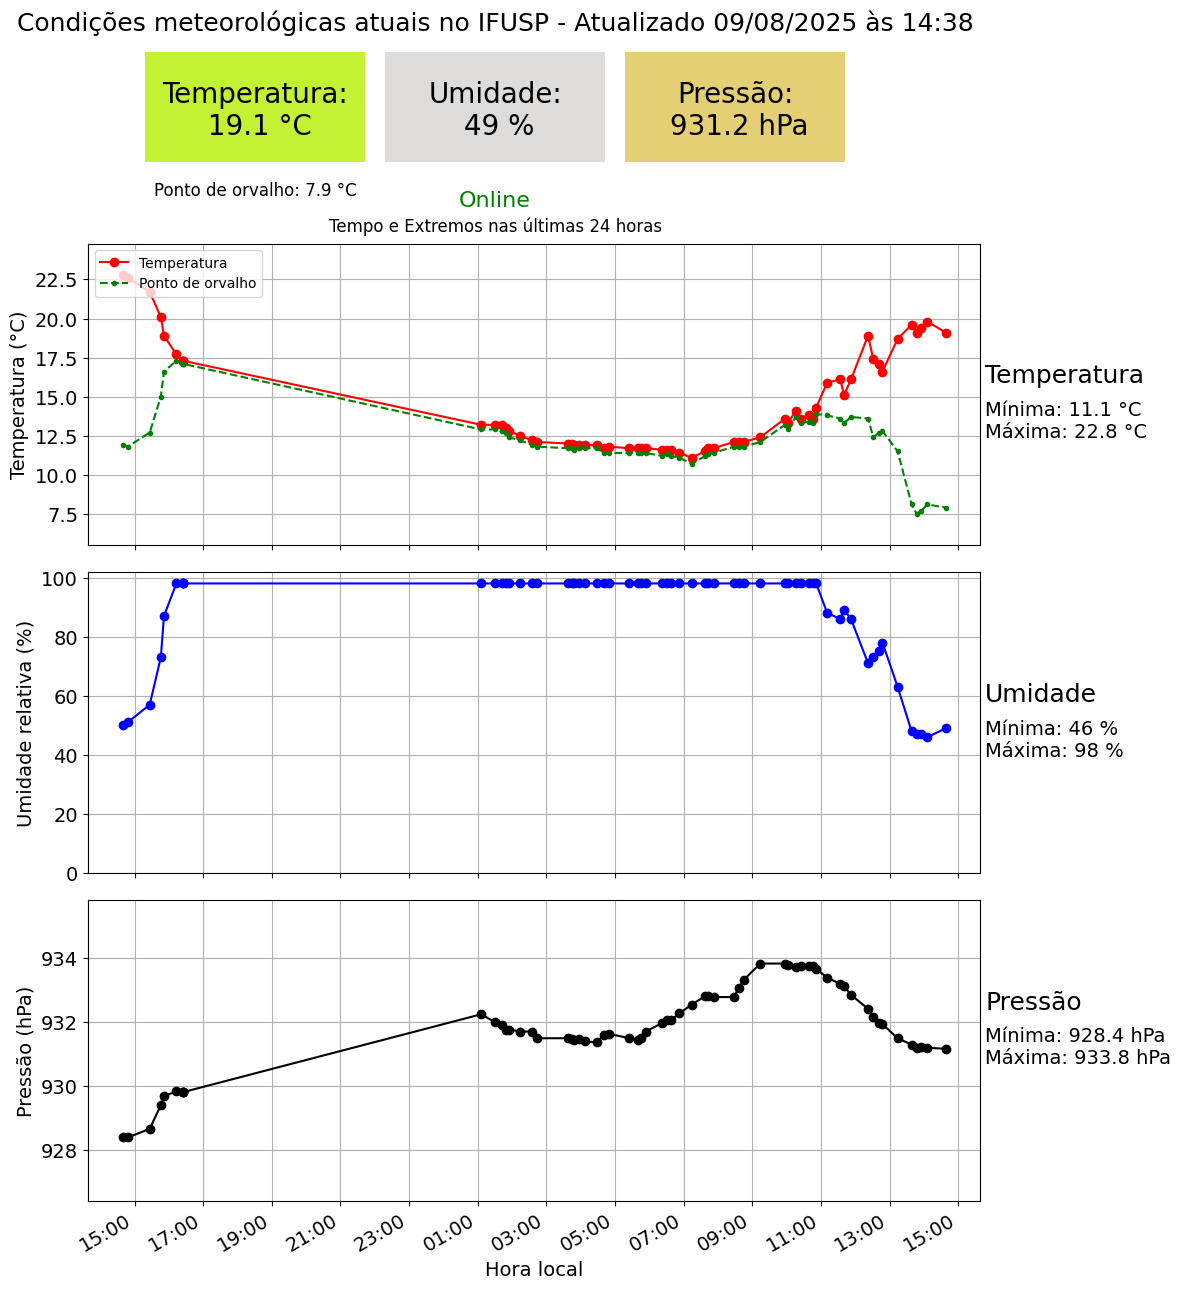 Condições meteorológicas atuais no IFUSP - Atualizado 09/08/2025 às 14:38
Temperatura:
19.1 °C
Umidade:
49 %
Pressão:
931.2 hPa
Ponto de orvalho: 7.9 °C
Online
Tempo e Extremos nas últimas 24 horas
Temperatura
Ponto de orvalho
Temperatura (°C)
22.5
20.0
17.5
15.0
12.5
10.0
7.5
Temperatura
Mínima: 11.1 °C
Máxima: 22.8 °C
Umidade relativa (%)
100
80
60
40
20
0
Umidade
Mínima: 46 %
Máxima: 98 %
Pressão (hPa)
934
932
930
928
Pressão
Mínima: 928.4 hPa
Máxima: 933.8 hPa
15:00
17:00
19:00
21:00
23:00
01:00
03:00
05:00
07:00
09:00
11:00
13:00
15:00
Hora local